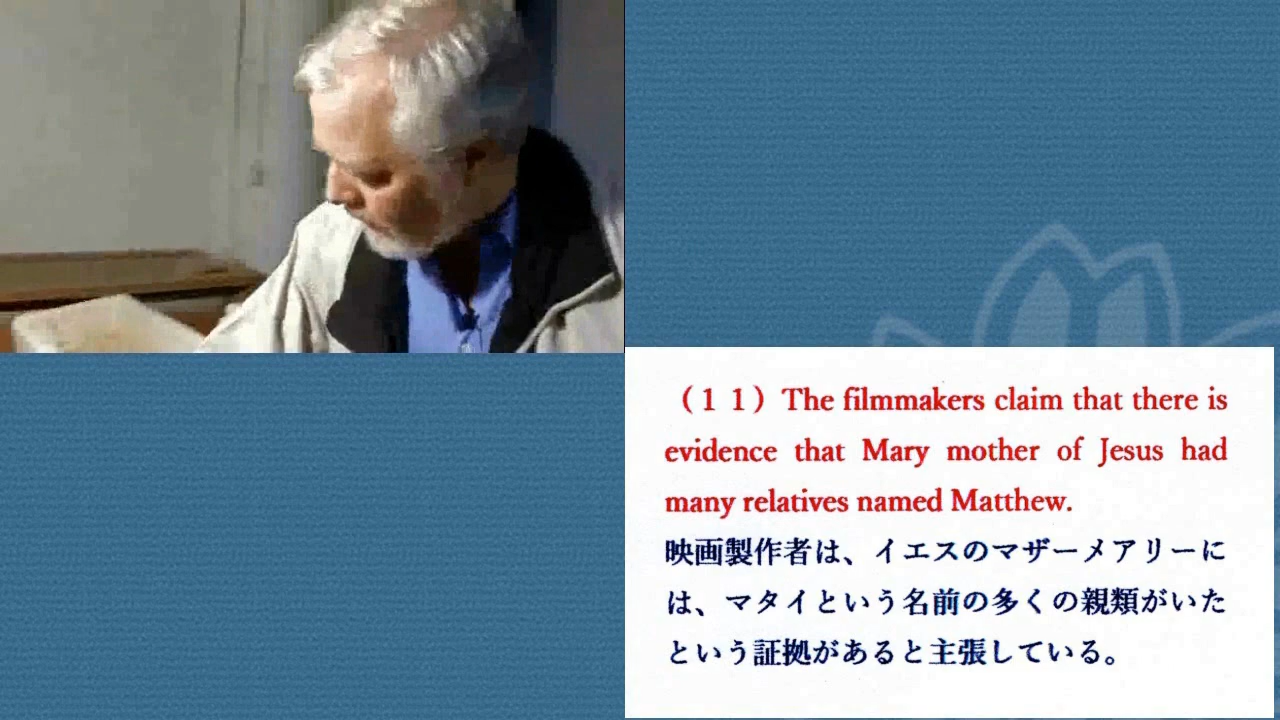 （１１）The filmmakers claim that there is
evidence that Mary mother of Jesus had
many relatives named Matthew.
映画製作者は、イエスのマザーメアリーに
は、マタイという名前の多くの親類がいた
という証拠があると主張している。